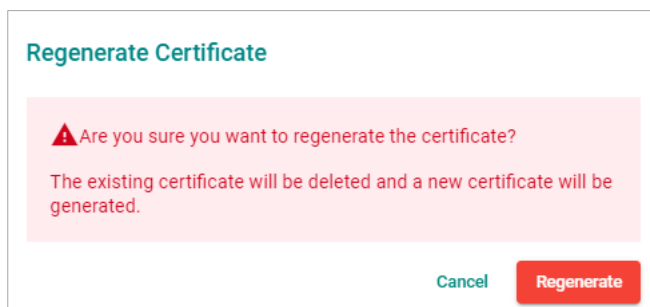 Regenerate Certificate
Are you sure you want to regenerate the certificate?
The existing certificate will be deleted and a new certificate will be
generated.
Cancel Regenerate